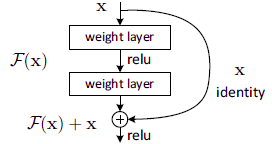 x
weight layer
relu
F(x)
weight layer
x
identity
F(x) + x
relu